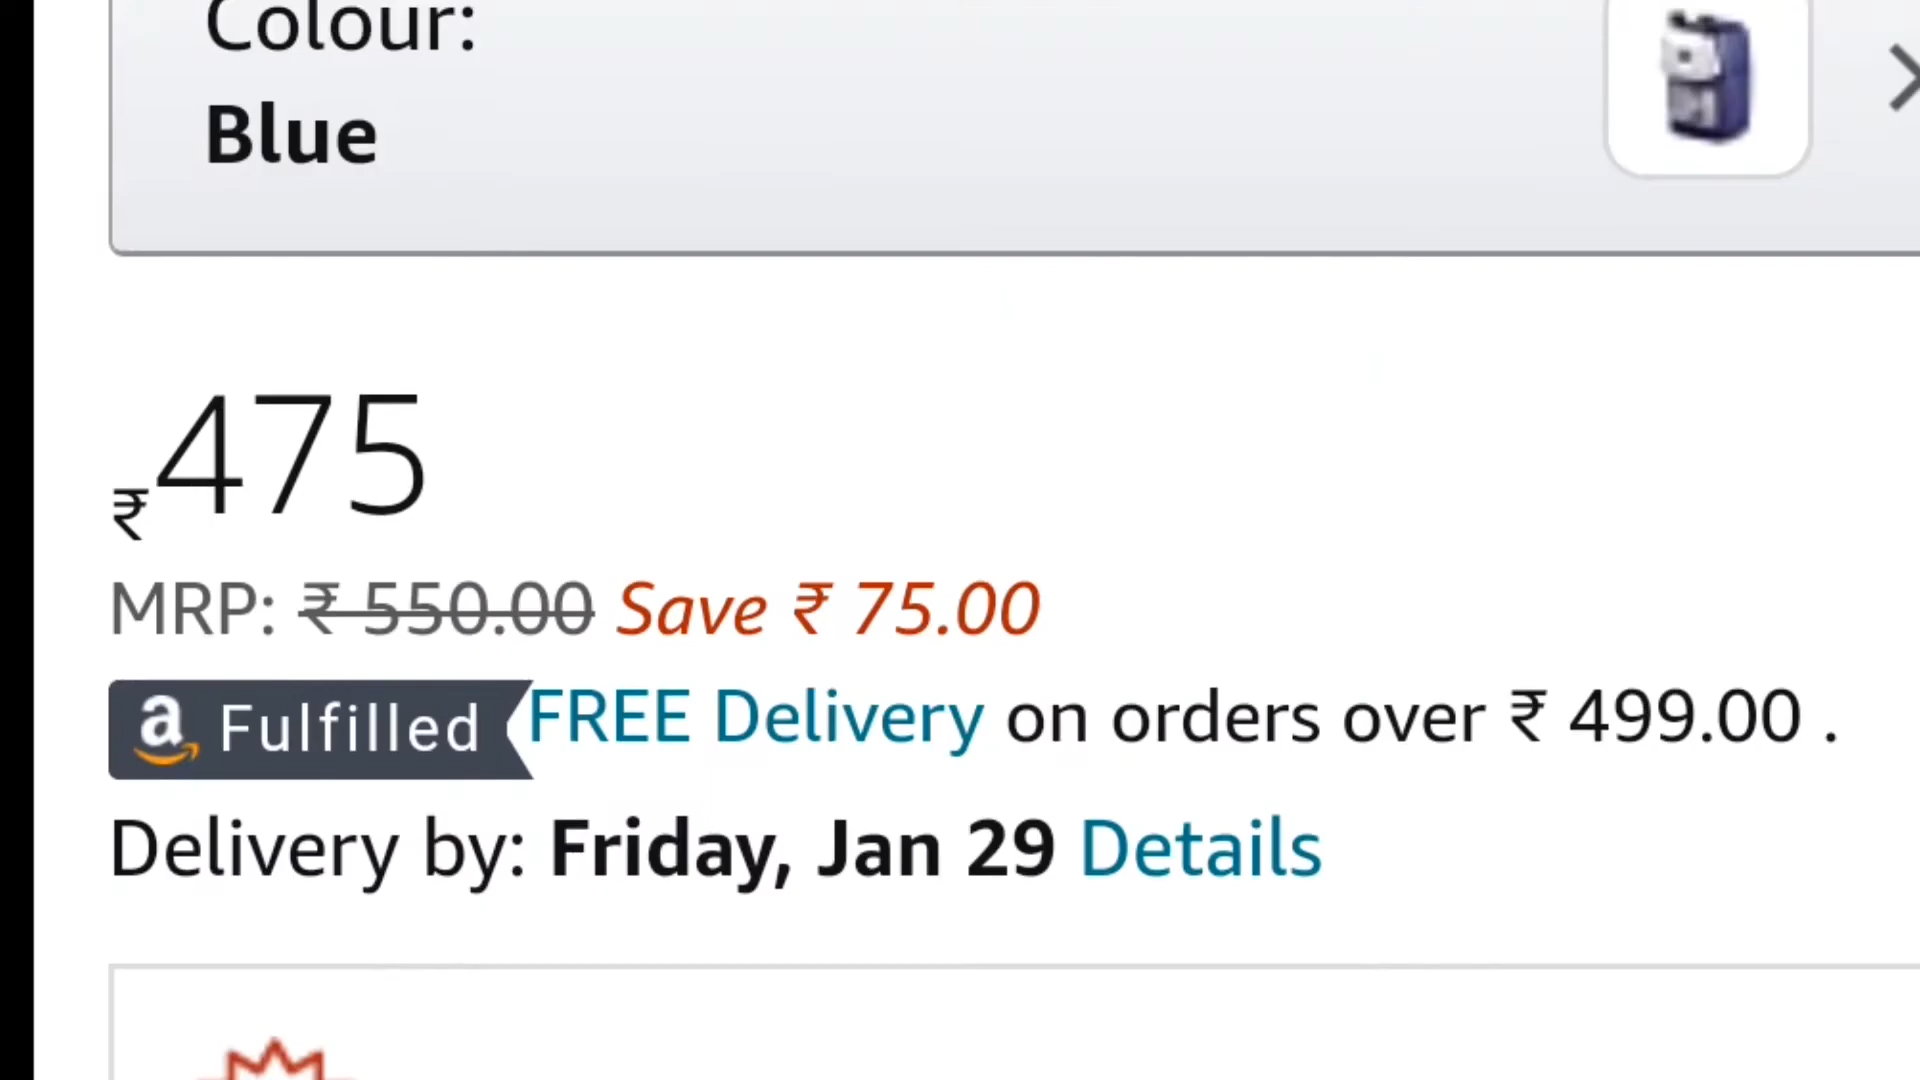 Colour:
Blue
₹475
MRP: ₹ 550.00 Save ₹ 75.00
a Fulfilled FREE Delivery on orders over ₹ 499.00 .
Delivery by: Friday, Jan 29 Details